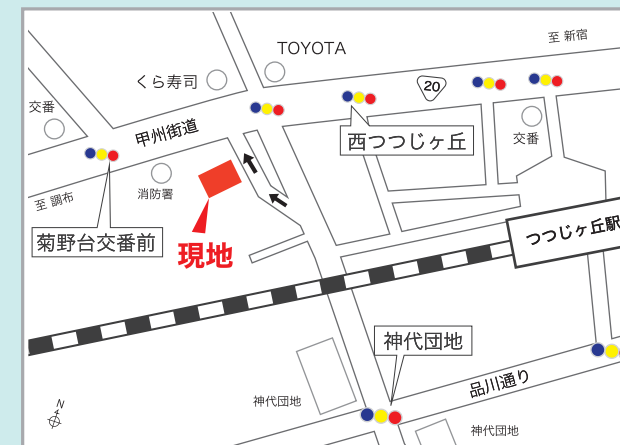 至 新宿
TOYOTA
くら寿司
20
交番
甲州街道
西つつじヶ丘
交番
消防署
至 調布
菊野台交番前
現地
つつじヶ丘駅
神代団地
品川通り
神代団地
神代団地
N